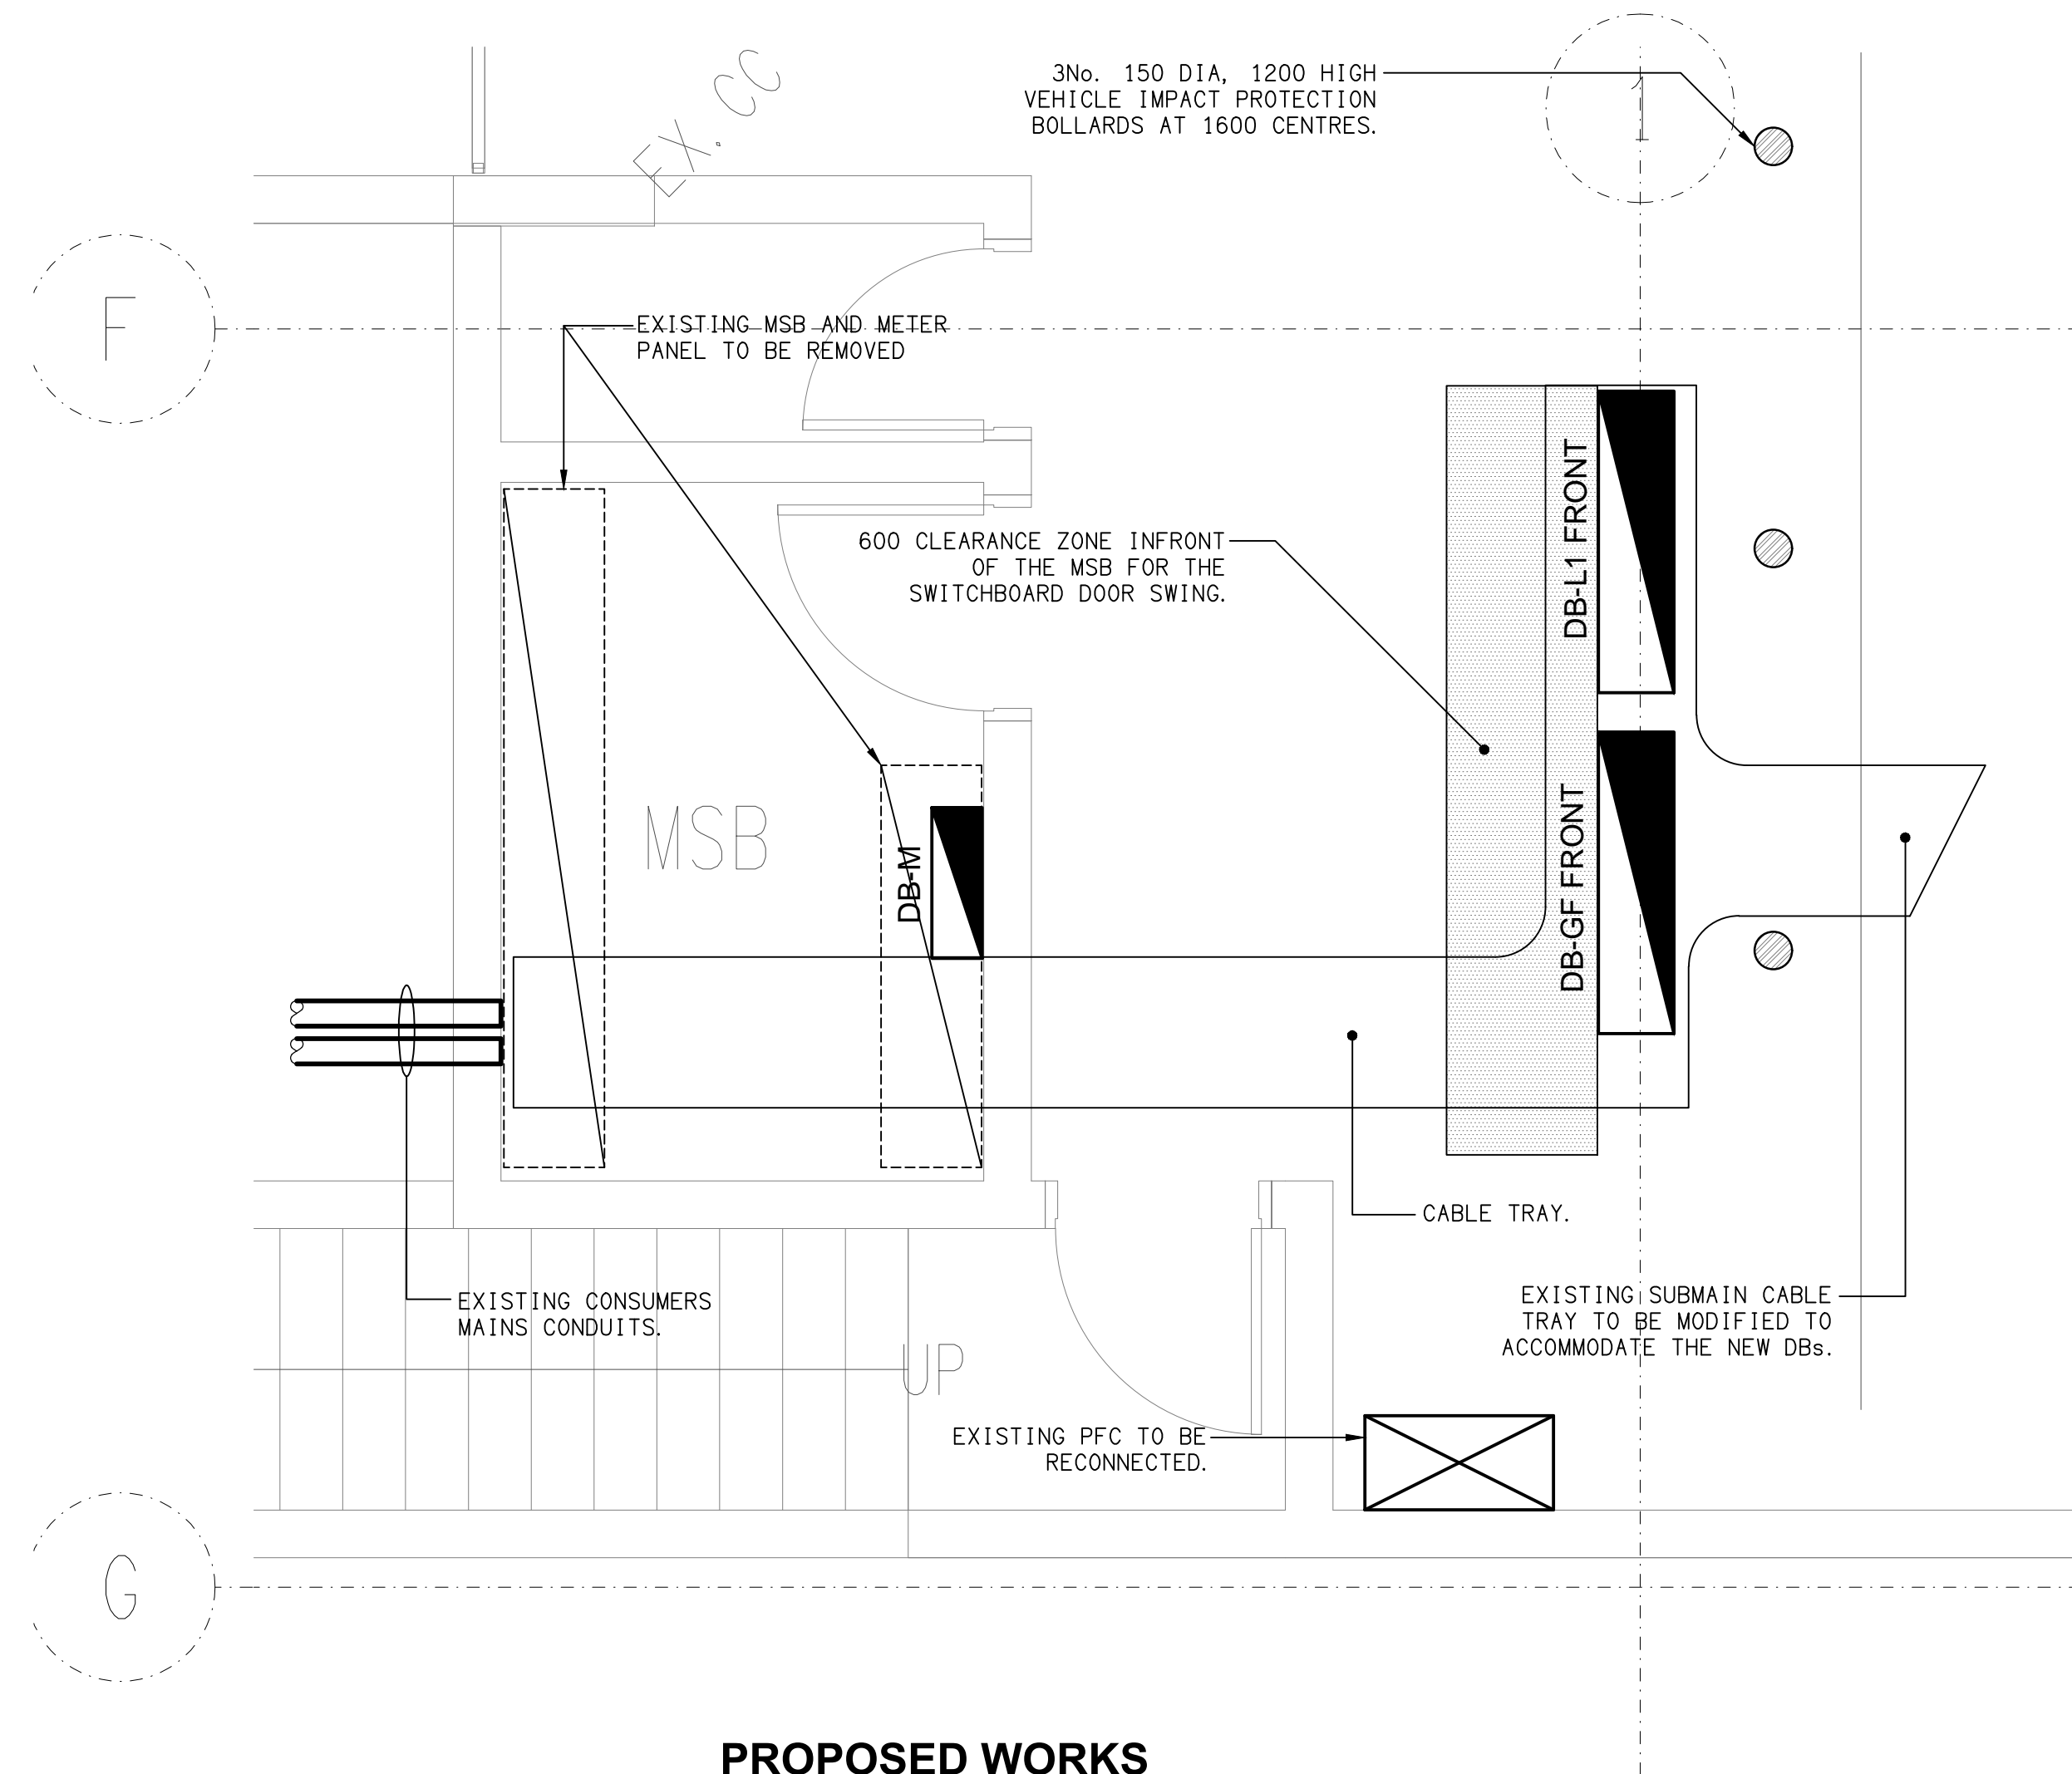 3No. 150 DIA, 1200 HIGH
VEHICLE IMPACT PROTECTION
BOLLARDS AT 1600 CENTRES.
1
EX. CC
F
EXISTING MSB AND METER
PANEL TO BE REMOVED
600 CLEARANCE ZONE INFRONT
OF THE MSB FOR THE
SWITCHBOARD DOOR SWING.
DB-L1 FRONT
MSB
DB-M
DB-GF FRONT
CABLE TRAY.
EXISTING CONSUMERS
MAINS CONDUITS.
EXISTING SUBMAIN CABLE
TRAY TO BE MODIFIED TO
ACCOMMODATE THE NEW DBs.
UP
EXISTING PFC TO BE
RECONNECTED.
G
PROPOSED WORKS